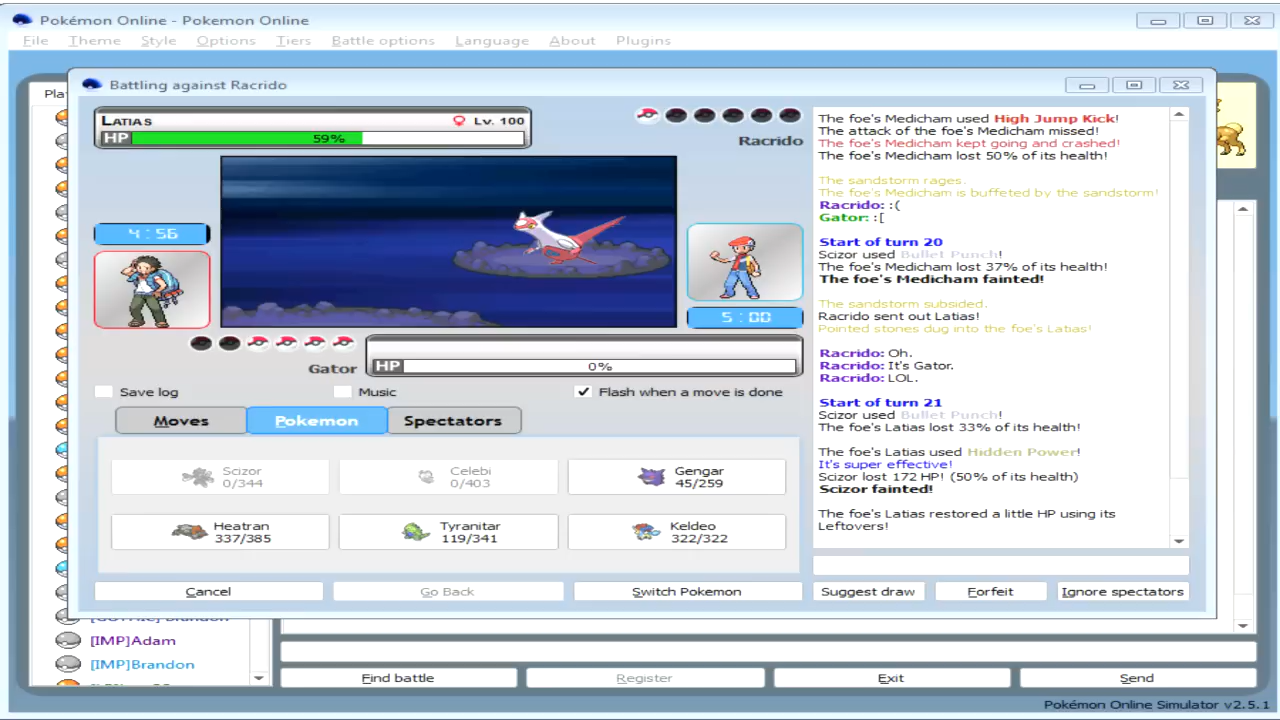 Pokémon Online - Pokemon Online
File Theme Style Options Tiers Battle options Language About Plugins
Battling against Racrido
LATIAS Lv. 100
HP 59%
Racrido
4:56
5:00
Gator
HP 0%
Save log Music Flash when a move is done
Moves Pokemon Spectators
Scizor
0/344
Celebi
0/403
Gengar
45/259
Heatran
337/385
Tyranitar
119/341
Keldeo
322/322
Cancel Go Back Switch Pokemon
The foe's Medicham used High Jump Kick!
The attack of the foe's Medicham missed!
The foe's Medicham kept going and crashed!
The foe's Medicham lost 50% of its health!
The sandstorm rages.
The foe's Medicham is buffeted by the sandstorm!
Racrido: :(
Gator: :[
Start of turn 20
Scizor used Bullet Punch!
The foe's Medicham lost 37% of its health!
The foe's Medicham fainted!
The sandstorm subsided.
Racrido sent out Latias!
Pointed stones dug into the foe's Latias!
Racrido: Oh.
Racrido: It's Gator.
Racrido: LOL.
Start of turn 21
Scizor used Bullet Punch!
The foe's Latias lost 33% of its health!
The foe's Latias used Hidden Power!
It's super effective!
Scizor lost 172 HP! (50% of its health)
Scizor fainted!
The foe's Latias restored a little HP using its
Leftovers!
Suggest draw Forfeit Ignore spectators
[IMP]Adam
[IMP]Brandon
Find battle Register Exit Send
Pokémon Online Simulator v2.5.1